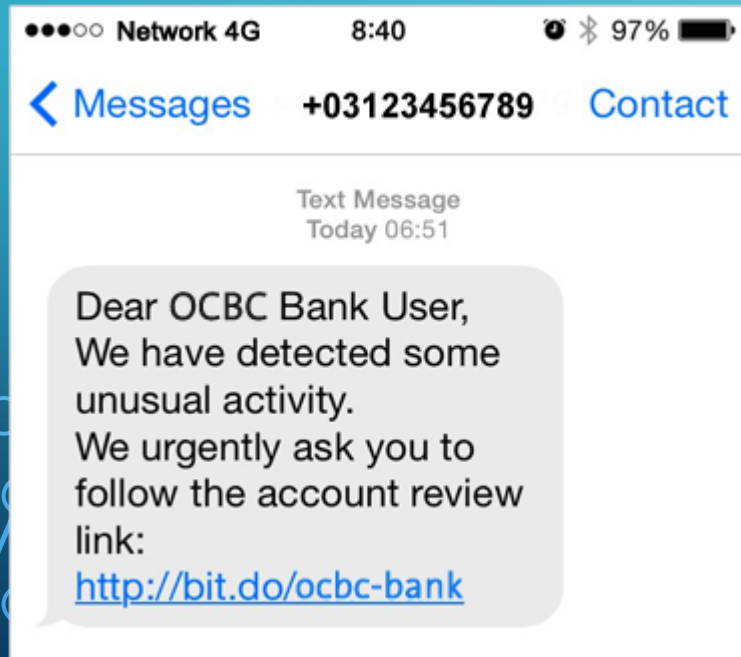 Network 4G 8:40 97%
Messages +03123456789 Contact
Text Message
Today 06:51
Dear OCBC Bank User,
We have detected some
unusual activity.
We urgently ask you to
follow the account review
link:
http://bit.do/ocbc-bank